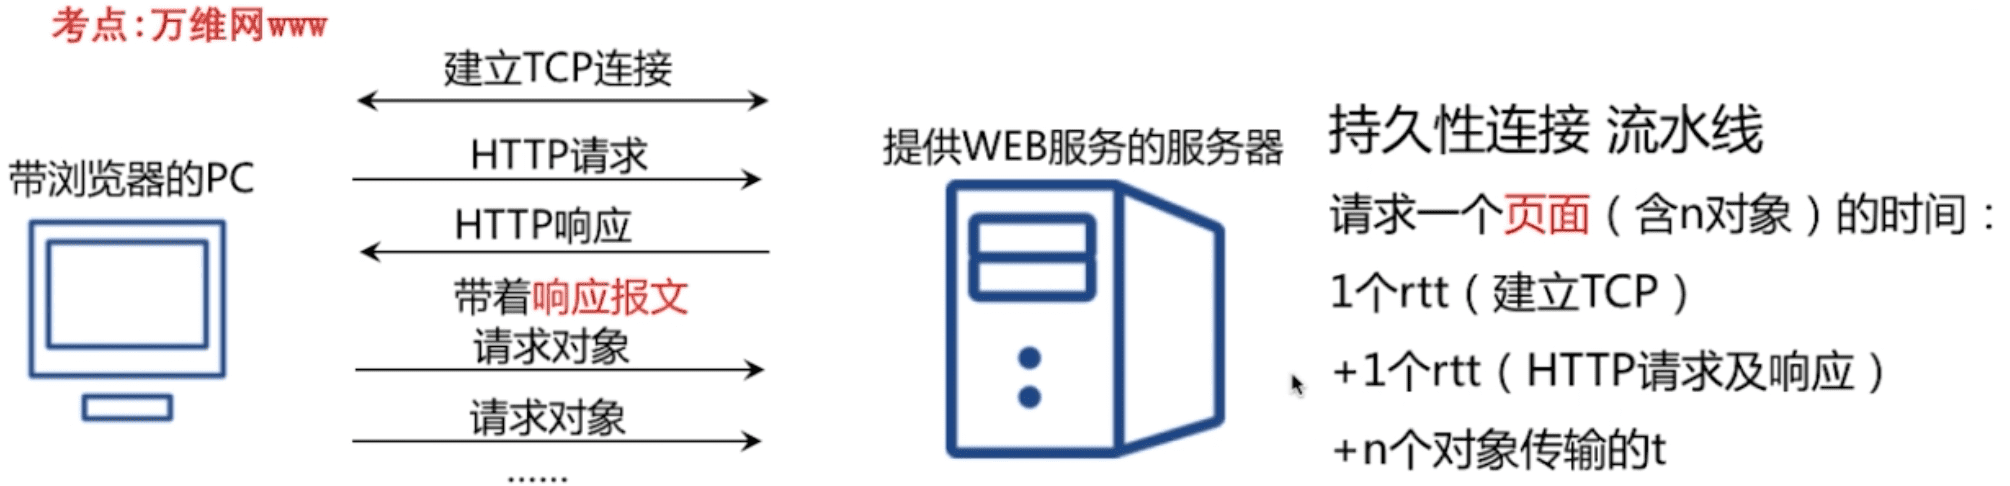 考点:万维网www
建立TCP连接
HTTP请求
HTTP响应
带着响应报文
请求对象
请求对象
......
带浏览器的PC
提供WEB服务的服务器
持久性连接 流水线
请求一个页面（含n对象）的时间：
1个rtt（建立TCP）
+1个rtt（HTTP请求及响应）
+n个对象传输的t